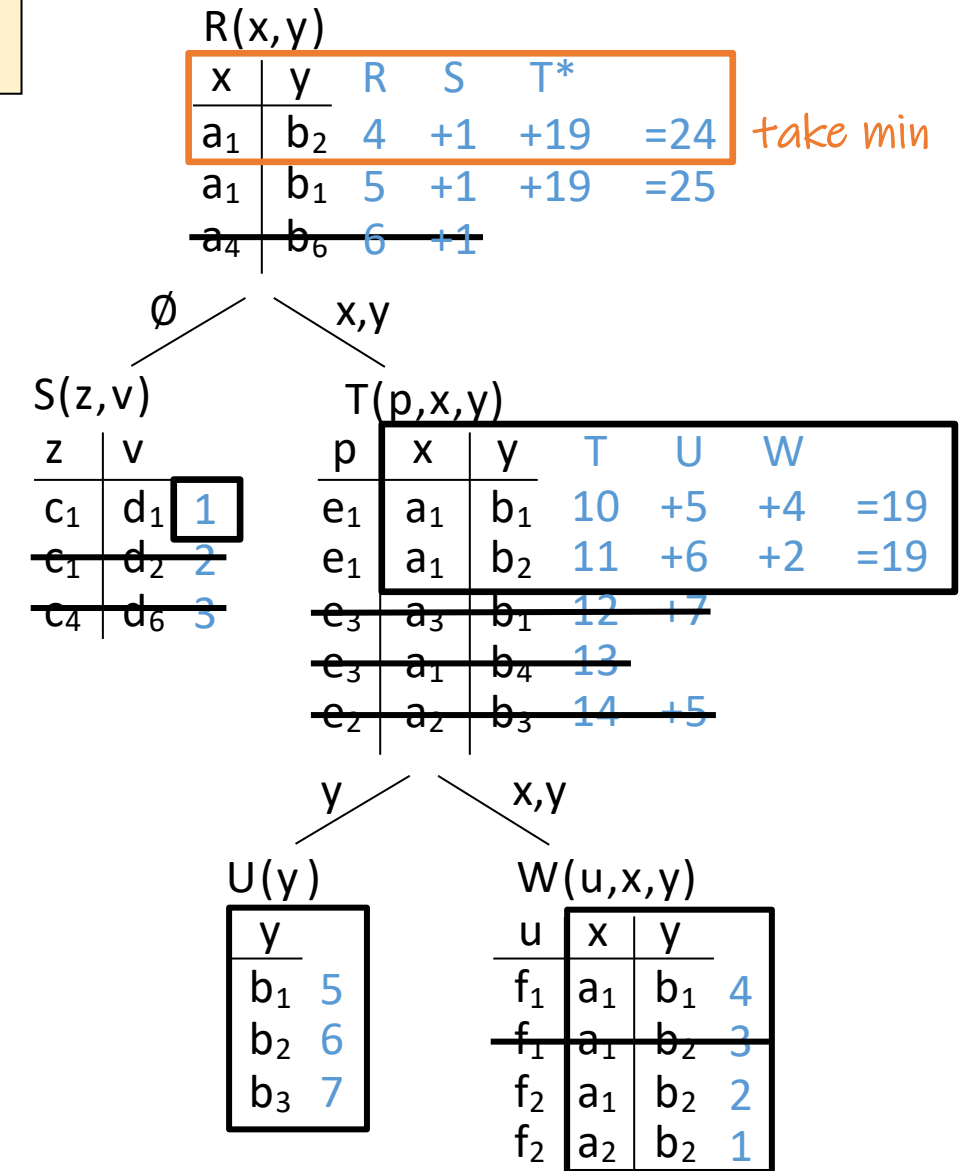 R(x,y)
x y R S T*
a₁ b₂ 4 +1 +19 =24 take min
a₁ b₁ 5 +1 +19 =25
a₄ b₆ 6 +1
∅ x,y
S(z,v) T(p,x,y)
z v
c₁ d₁ 1
c₁ d₂ 2
c₄ d₆ 3
p x y T U W
e₁ a₁ b₁ 10 +5 +4 =19
e₁ a₁ b₂ 11 +6 +2 =19
e₃ a₃ b₁ 12 +7
e₃ a₁ b₄ 13
e₂ a₂ b₃ 14 +5
y x,y
U(y) W(u,x,y)
y
b₁ 5
b₂ 6
b₃ 7
u x y
f₁ a₁ b₁ 4
f₁ a₁ b₂ 3
f₂ a₁ b₂ 2
f₂ a₂ b₂ 1